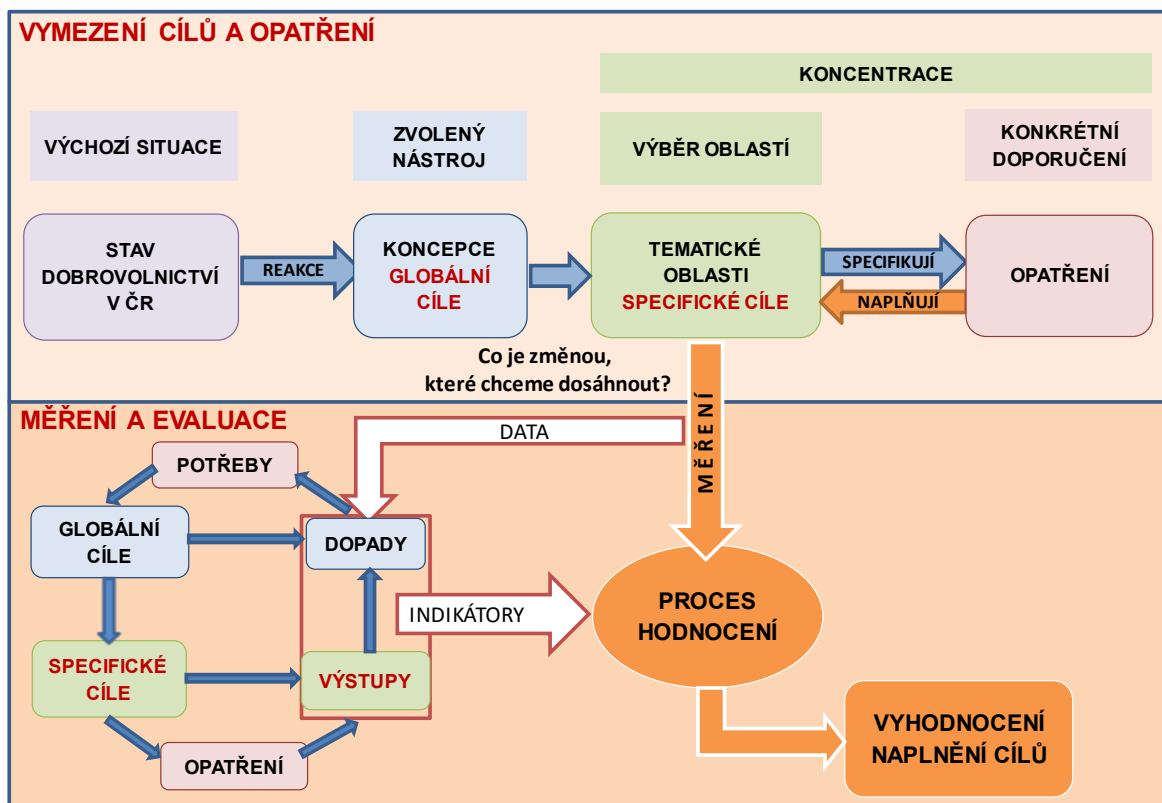 VYMEZENÍ CÍLŮ A OPATŘENÍ
KONCENTRACE
VÝCHOZÍ SITUACE
ZVOLENÝ
NÁSTROJ
VÝBĚR OBLASTÍ
KONKRÉTNÍ
DOPORUČENÍ
STAV
DOBROVOLNICTVÍ
V ČR
REAKCE
KONCEPCE
GLOBÁLNÍ
CÍLE
TEMATICKÉ
OBLASTI
SPECIFICKÉ CÍLE
SPECIFIKUJÍ
NAPLŇUJÍ
OPATŘENÍ
Co je změnou,
které chceme dosáhnout?
MĚŘENÍ
MĚŘENÍ A EVALUACE
DATA
POTŘEBY
GLOBÁLNÍ
CÍLE
DOPADY
INDIKÁTORY
PROCES
HODNOCENÍ
SPECIFICKÉ
CÍLE
VÝSTUPY
OPATŘENÍ
VYHODNOCENÍ
NAPLNĚNÍ CÍLŮ